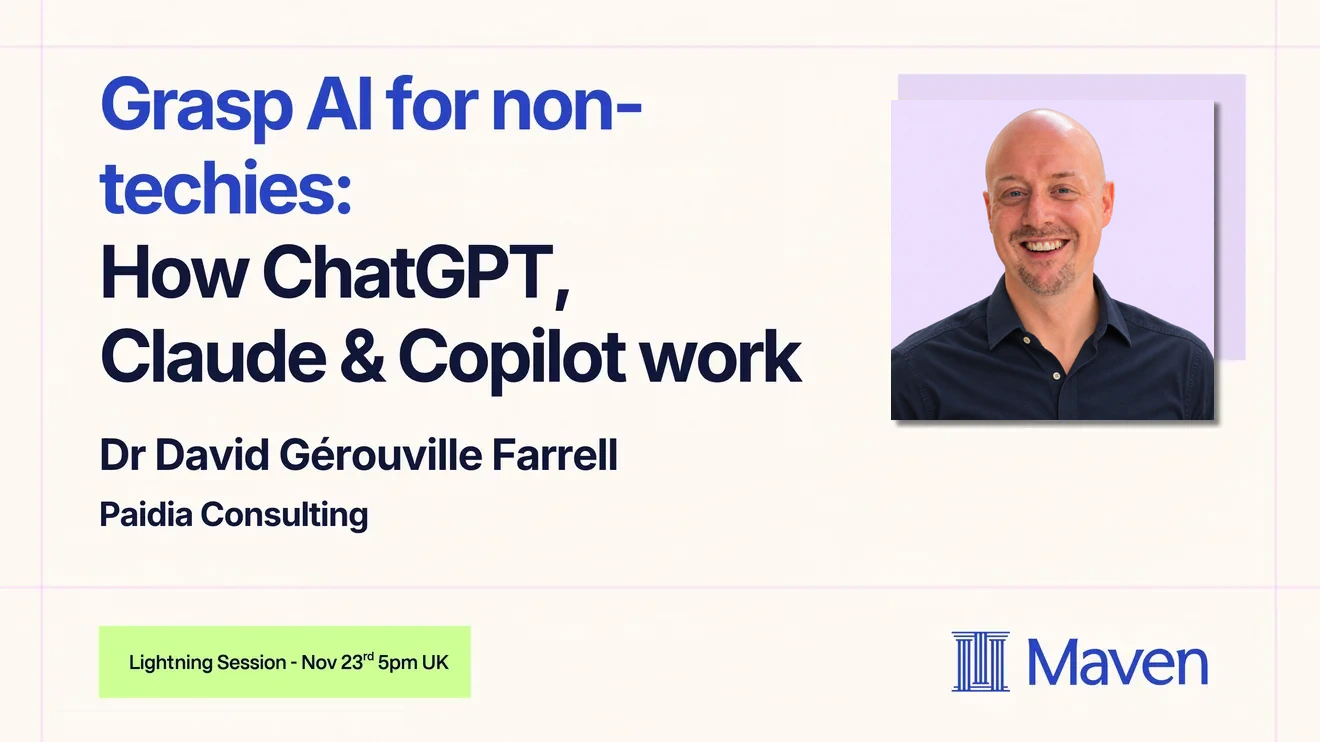 Grasp AI for non-
techies:
How ChatGPT,
Claude & Copilot work
Dr David Gérouville Farrell
Paidia Consulting
Lightning Session - Nov 23rd 5pm UK
Maven